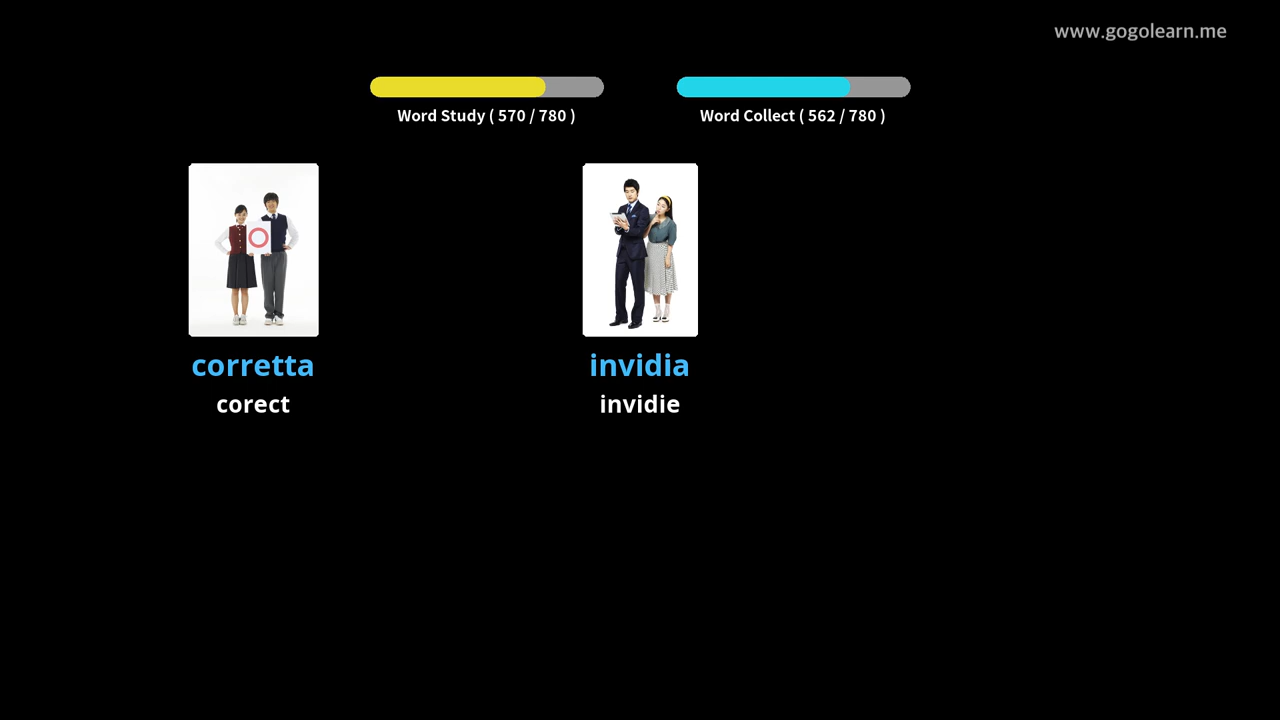 www.gogolearn.me
Word Study ( 570 / 780 )
Word Collect ( 562 / 780 )
corretta
corect
invidia
invidie